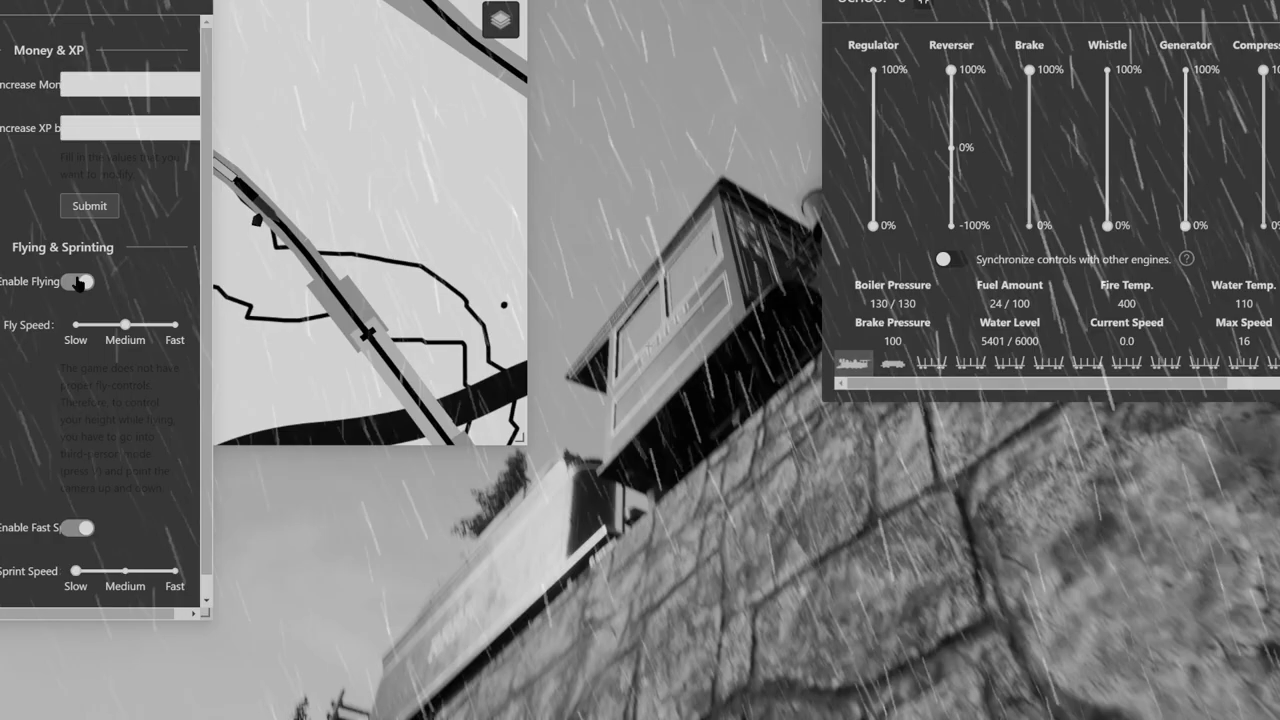 Money & XP
ncrease Mon
ncrease XP b
Fill in the values that you
want to modify.
Submit
Flying & Sprinting
Enable Flying
Fly Speed:
Slow Medium Fast
The game does not have
proper fly-controls.
Therefore, to control
your height while flying,
you have to go into
third-person mode
(press v) and point the
camera up and down.
Enable Fast S
Sprint Speed
Slow Medium Fast
Regulator Reverser Brake Whistle Generator Compress
100% 100% 100% 100% 100% 10
0%
0% -100% 0% 0% 0% 0%
Synchronize controls with other engines. ?
Boiler Pressure Fuel Amount Fire Temp. Water Temp.
130 / 130 24 / 100 400 110
Brake Pressure Water Level Current Speed Max Speed
100 5401 / 6000 0.0 16